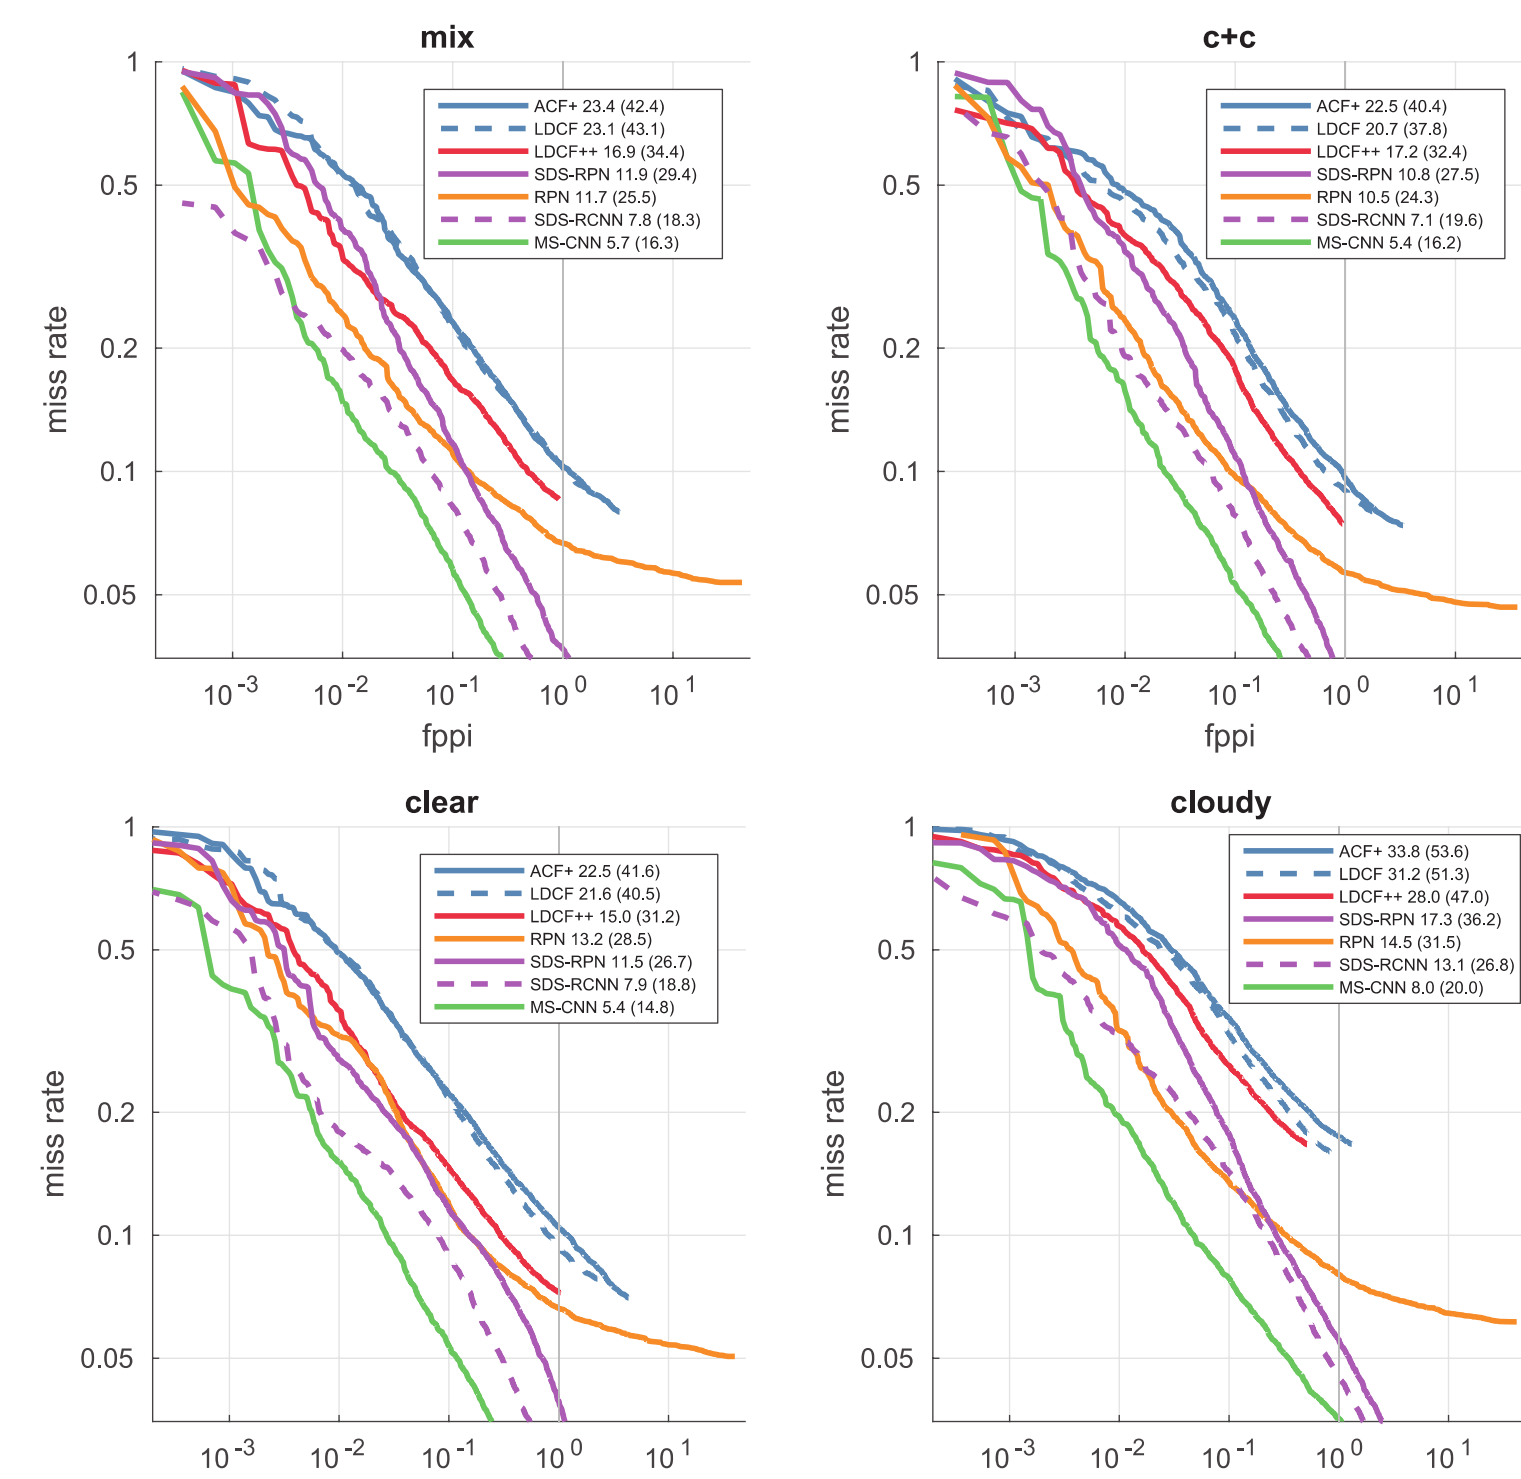 mix
1
0.5
0.2
0.1
0.05
miss rate
ACF+ 23.4 (42.4)
LDCF 23.1 (43.1)
LDCF++ 16.9 (34.4)
SDS-RPN 11.9 (29.4)
RPN 11.7 (25.5)
SDS-RCNN 7.8 (18.3)
MS-CNN 5.7 (16.3)
10^-3 10^-2 10^-1 10^0 10^1
fppi
c+c
1
0.5
0.2
0.1
0.05
miss rate
ACF+ 22.5 (40.4)
LDCF 20.7 (37.8)
LDCF++ 17.2 (32.4)
SDS-RPN 10.8 (27.5)
RPN 10.5 (24.3)
SDS-RCNN 7.1 (19.6)
MS-CNN 5.4 (16.2)
10^-3 10^-2 10^-1 10^0 10^1
fppi
clear
1
0.5
0.2
0.1
0.05
miss rate
ACF+ 22.5 (41.6)
LDCF 21.6 (40.5)
LDCF++ 15.0 (31.2)
RPN 13.2 (28.5)
SDS-RPN 11.5 (26.7)
SDS-RCNN 7.9 (18.8)
MS-CNN 5.4 (14.8)
10^-3 10^-2 10^-1 10^0 10^1
cloudy
1
0.5
0.2
0.1
0.05
miss rate
ACF+ 33.8 (53.6)
LDCF 31.2 (51.3)
LDCF++ 28.0 (47.0)
SDS-RPN 17.3 (36.2)
RPN 14.5 (31.5)
SDS-RCNN 13.1 (26.8)
MS-CNN 8.0 (20.0)
10^-3 10^-2 10^-1 10^0 10^1